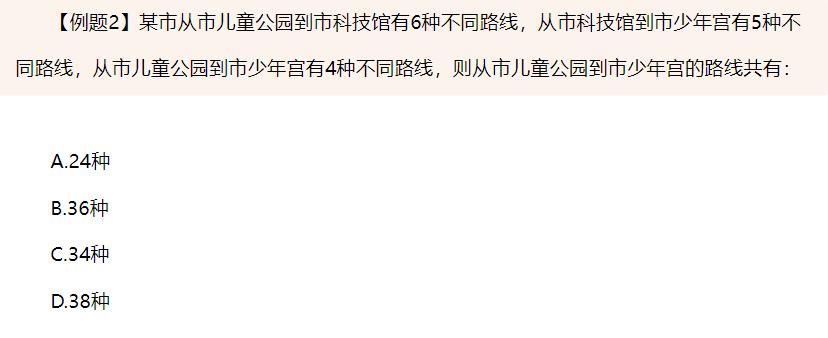 【例题2】某市从市儿童公园到市科技馆有6种不同路线，从市科技馆到市少年宫有5种不
同路线，从市儿童公园到市少年宫有4种不同路线，则从市儿童公园到市少年宫的路线共有：
A.24种
B.36种
C.34种
D.38种